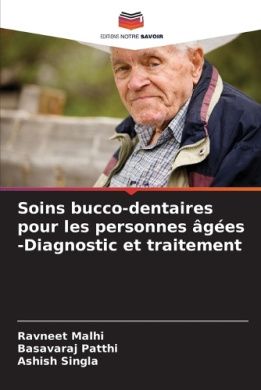 EDITIONS NOTRE SAVOIR
Soins bucco-dentaires
pour les personnes âgées
-Diagnostic et traitement
Ravneet Malhi
Basavaraj Patthi
Ashish Singla